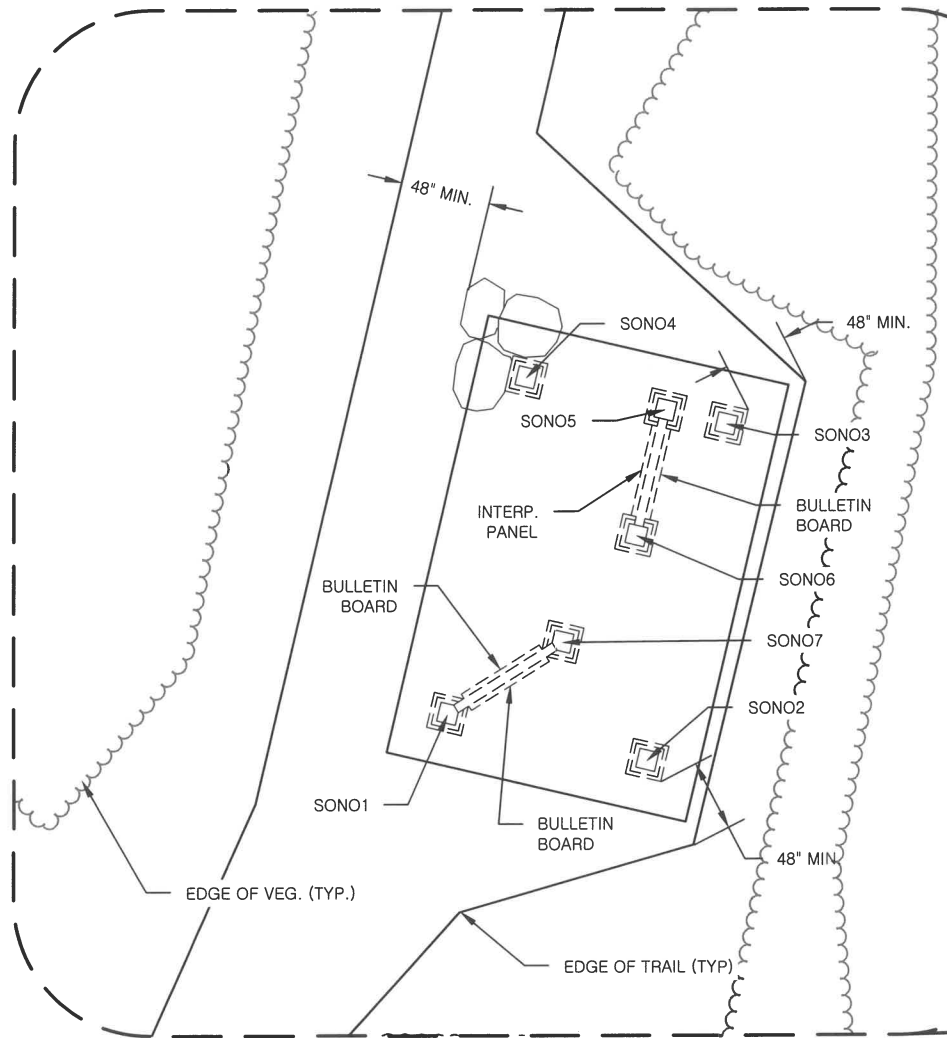 48" MIN.
SONO4
48" MIN.
SONO5
SONO3
INTERP.
PANEL
BULLETIN
BOARD
SONO6
BULLETIN
BOARD
SONO7
SONO2
SONO1
BULLETIN
BOARD
48" MIN
EDGE OF VEG. (TYP.)
EDGE OF TRAIL (TYP)